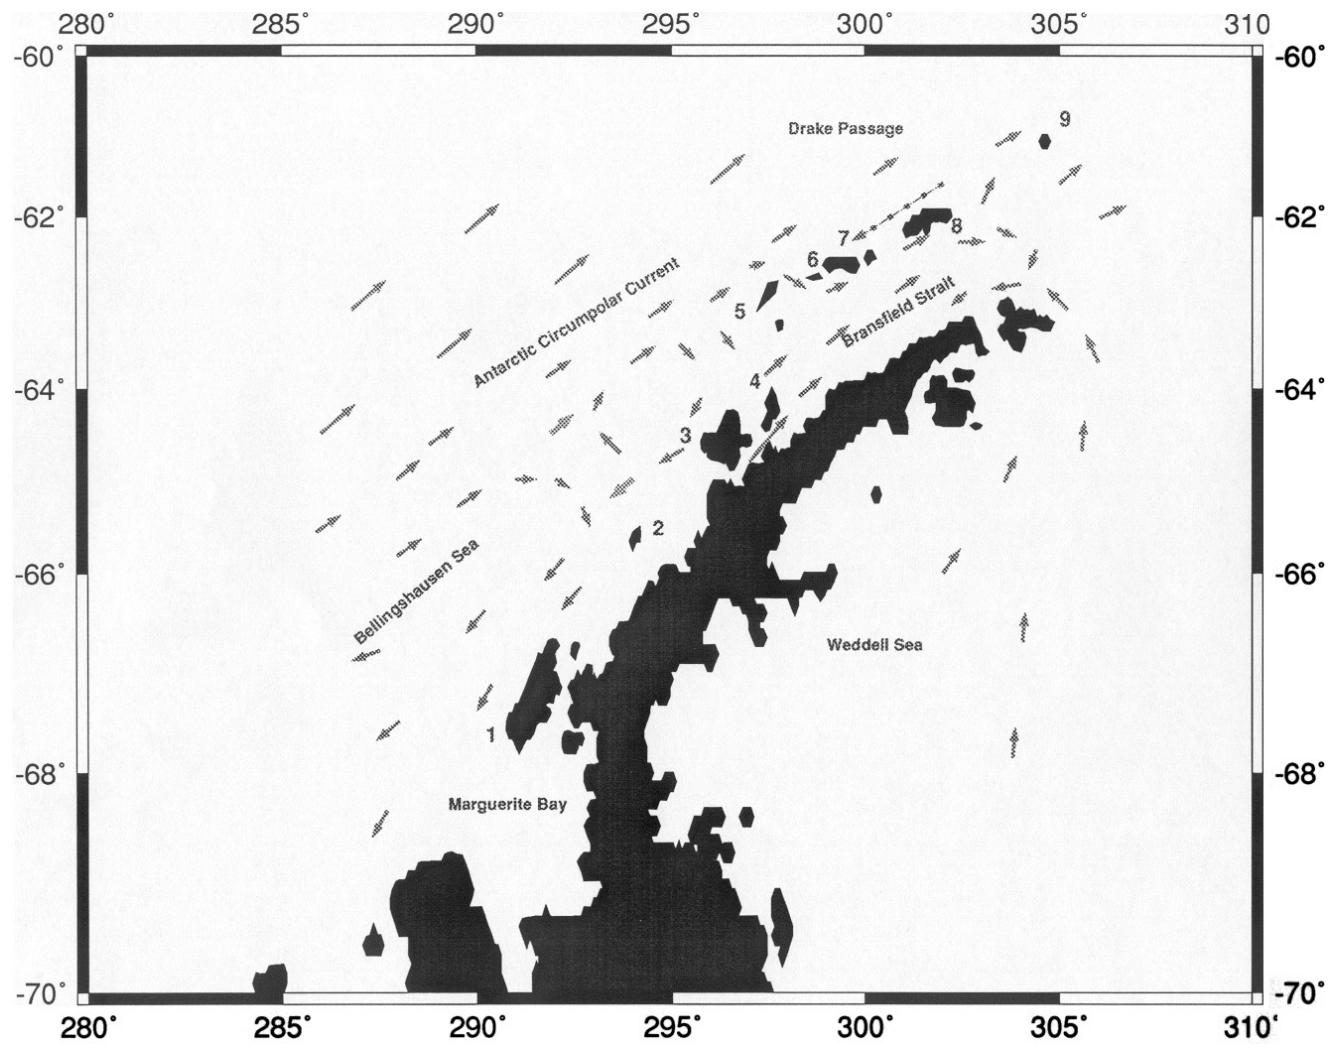 280° 285° 290° 295° 300° 305° 310
-60° -60°
9
Drake Passage
-62° -62°
8
7
6
Antarctic Circumpolar Current
5
Bransfield Strait
4
-64° -64°
3
2
Bellingshausen Sea
-66° -66°
Weddell Sea
1
-68° -68°
Marguerite Bay
-70° -70°
280° 285° 290° 295° 300° 305° 310°